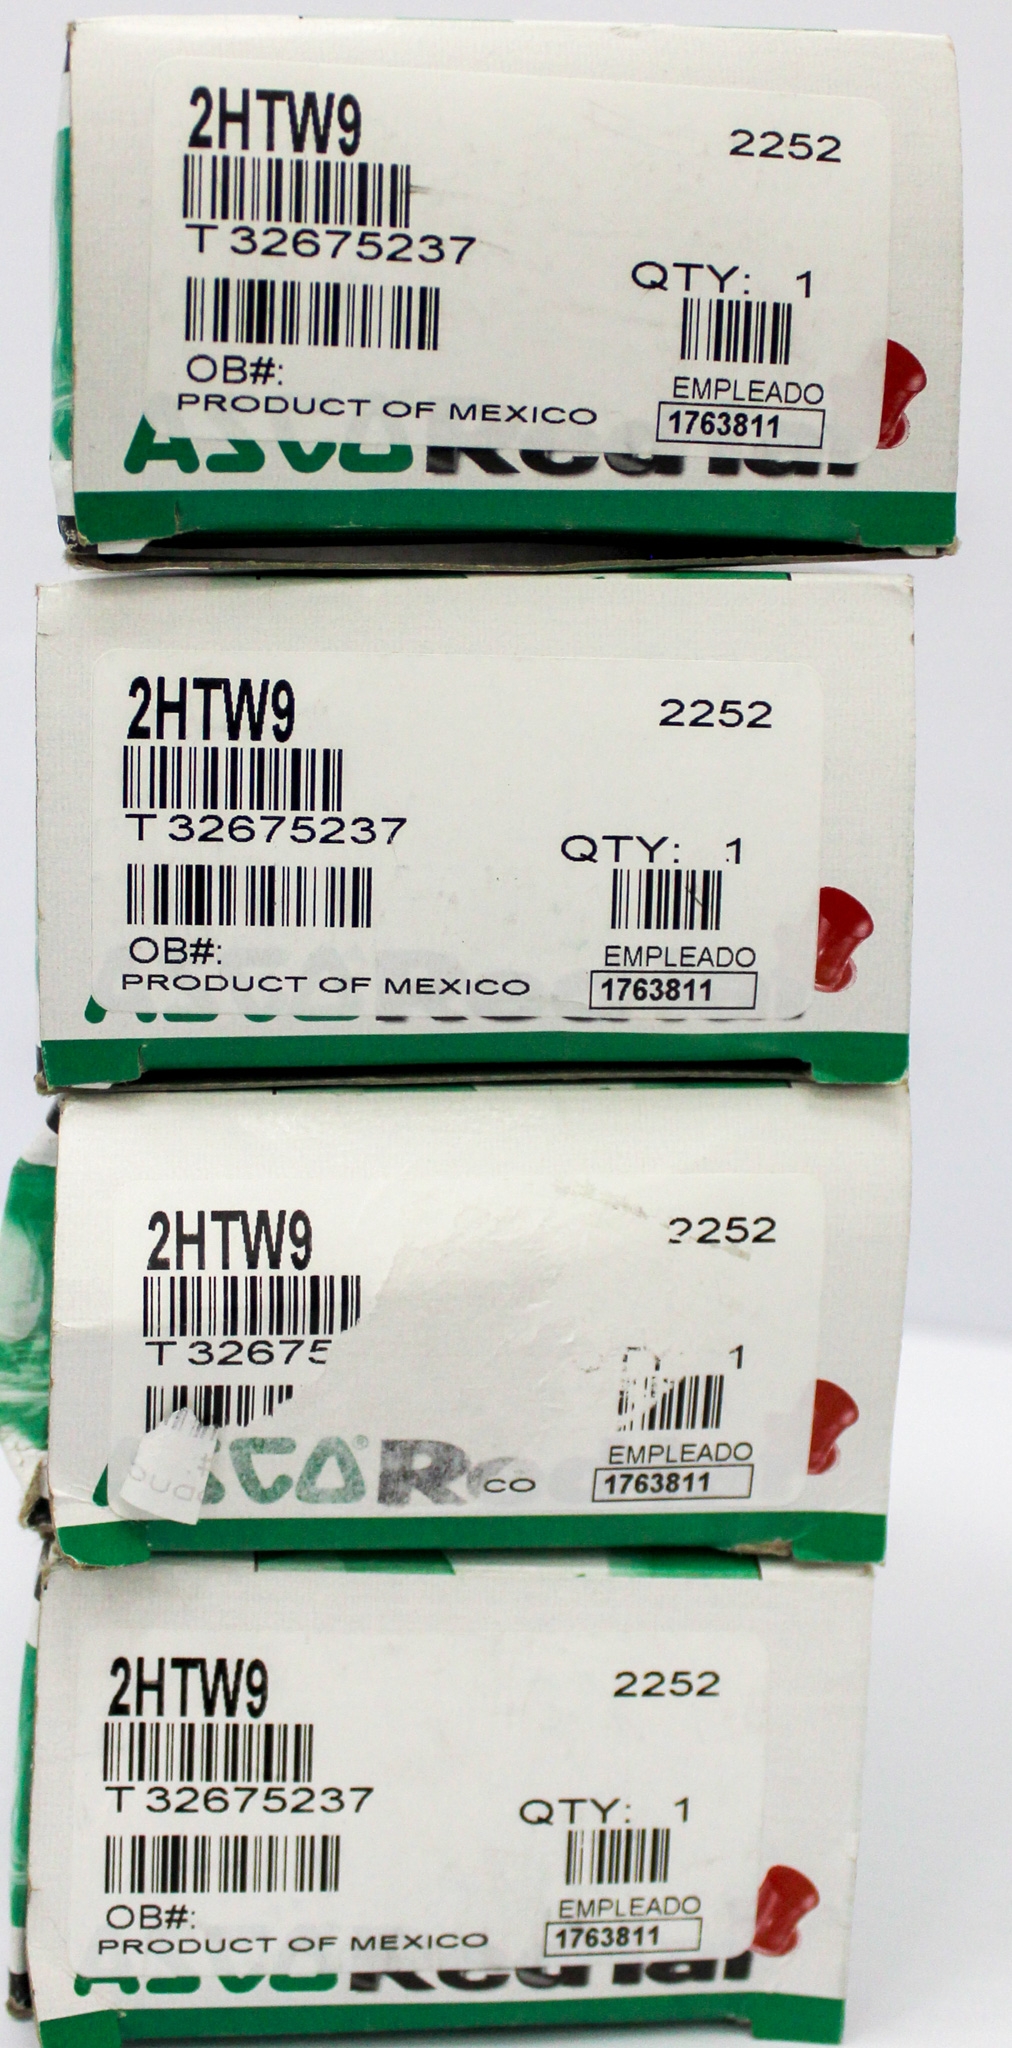 2HTW9
2252
T 32675237
QTY: 1
OB#:
EMPLEADO
PRODUCT OF MEXICO
1763811
2HTW9
2252
T 32675237
QTY: 1
OB#:
EMPLEADO
PRODUCT OF MEXICO
1763811
2HTW9
2252
T 32675
1
EMPLEADO
ASCO® CO
1763811
2HTW9
2252
T 32675237
QTY: 1
OB#:
EMPLEADO
PRODUCT OF MEXICO
1763811